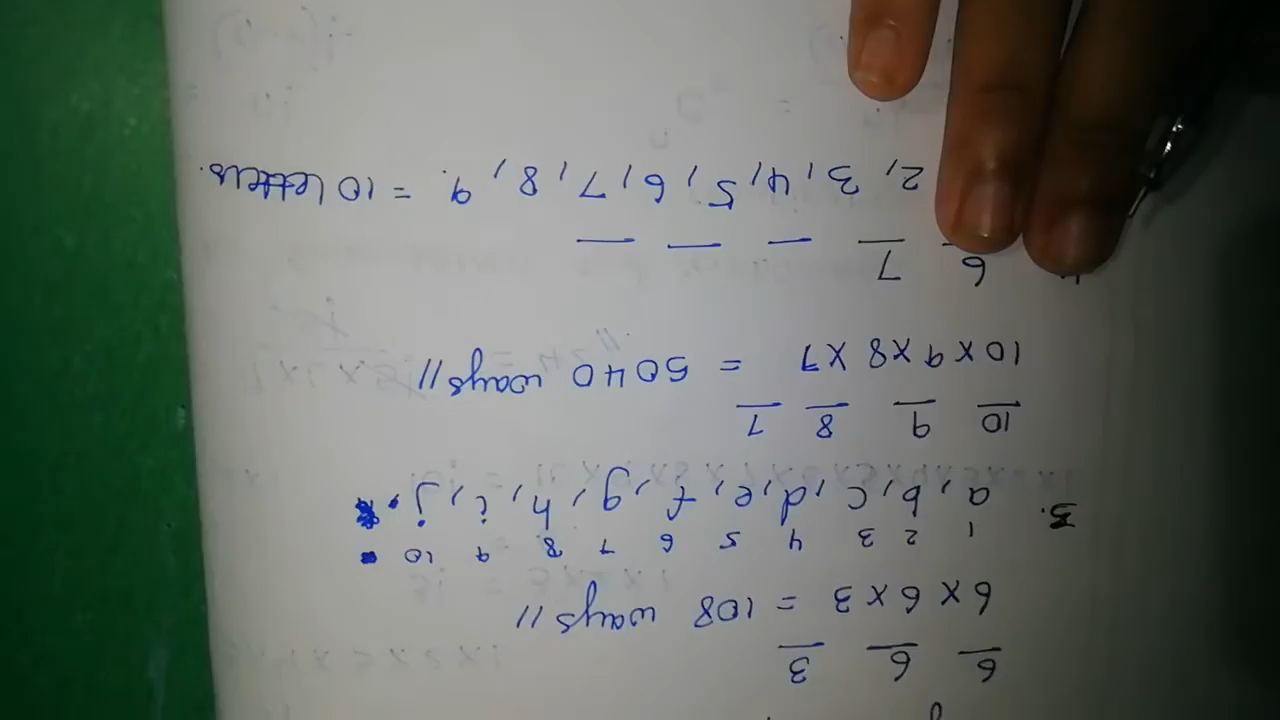 6 6 3
6 x 6 x 3 = 108 ways //
1 2 3 4 5 6 7 8 9 10
3. a, b, c, d, e, f, g, h, i, j.
10 9 8 7
10 x 9 x 8 x 7 = 5040 ways //
6 7
2, 3, 4, 5, 6, 7, 8, 9. = 10 letters.